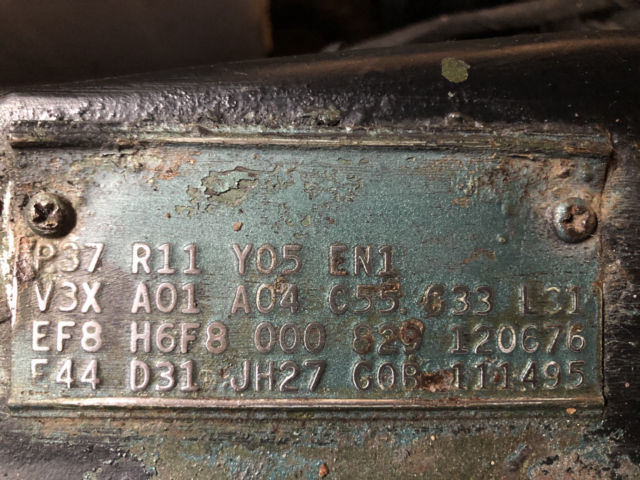 P37 R11 Y05 EN1
V3X A01 A04 C55 G33 L31
EF8 H6F8 000 829 120C76
E44 D31 JH27 G0B 111495